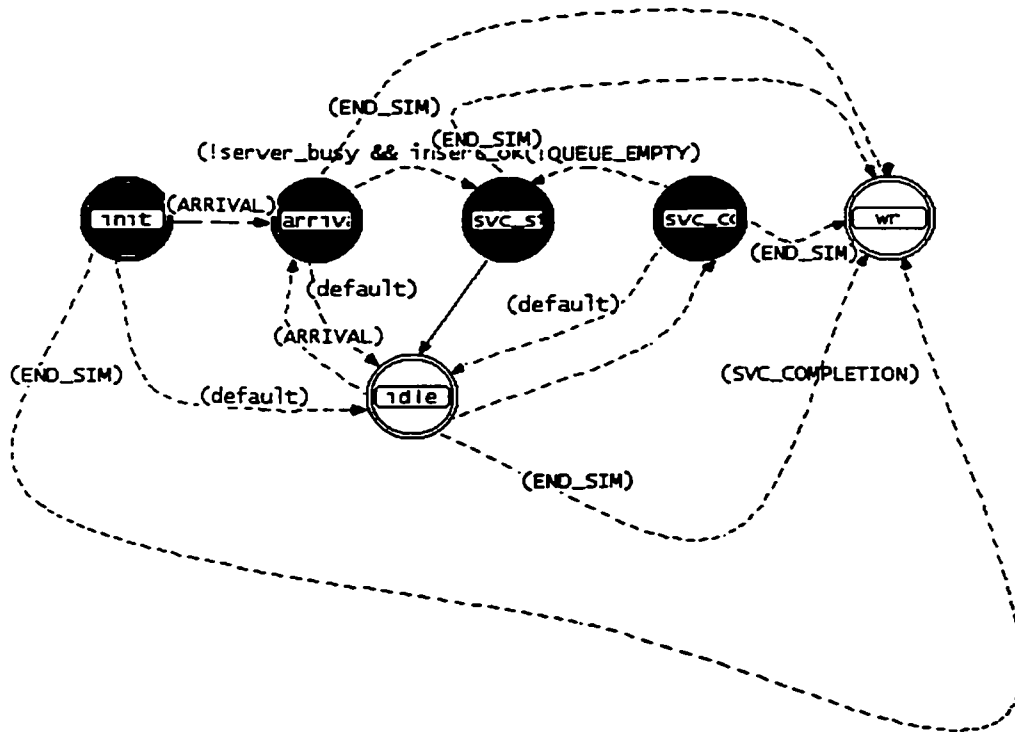 (END_SIM)
(END_SIM)
(!server_busy && insert_ok(!QUEUE_EMPTY)
(ARRIVAL)
init
arriva
svc_st
svc_co
wr
(END_SIM)
(default)
(default)
(ARRIVAL)
(END_SIM)
(SVC_COMPLETION)
(default)
idle
(END_SIM)